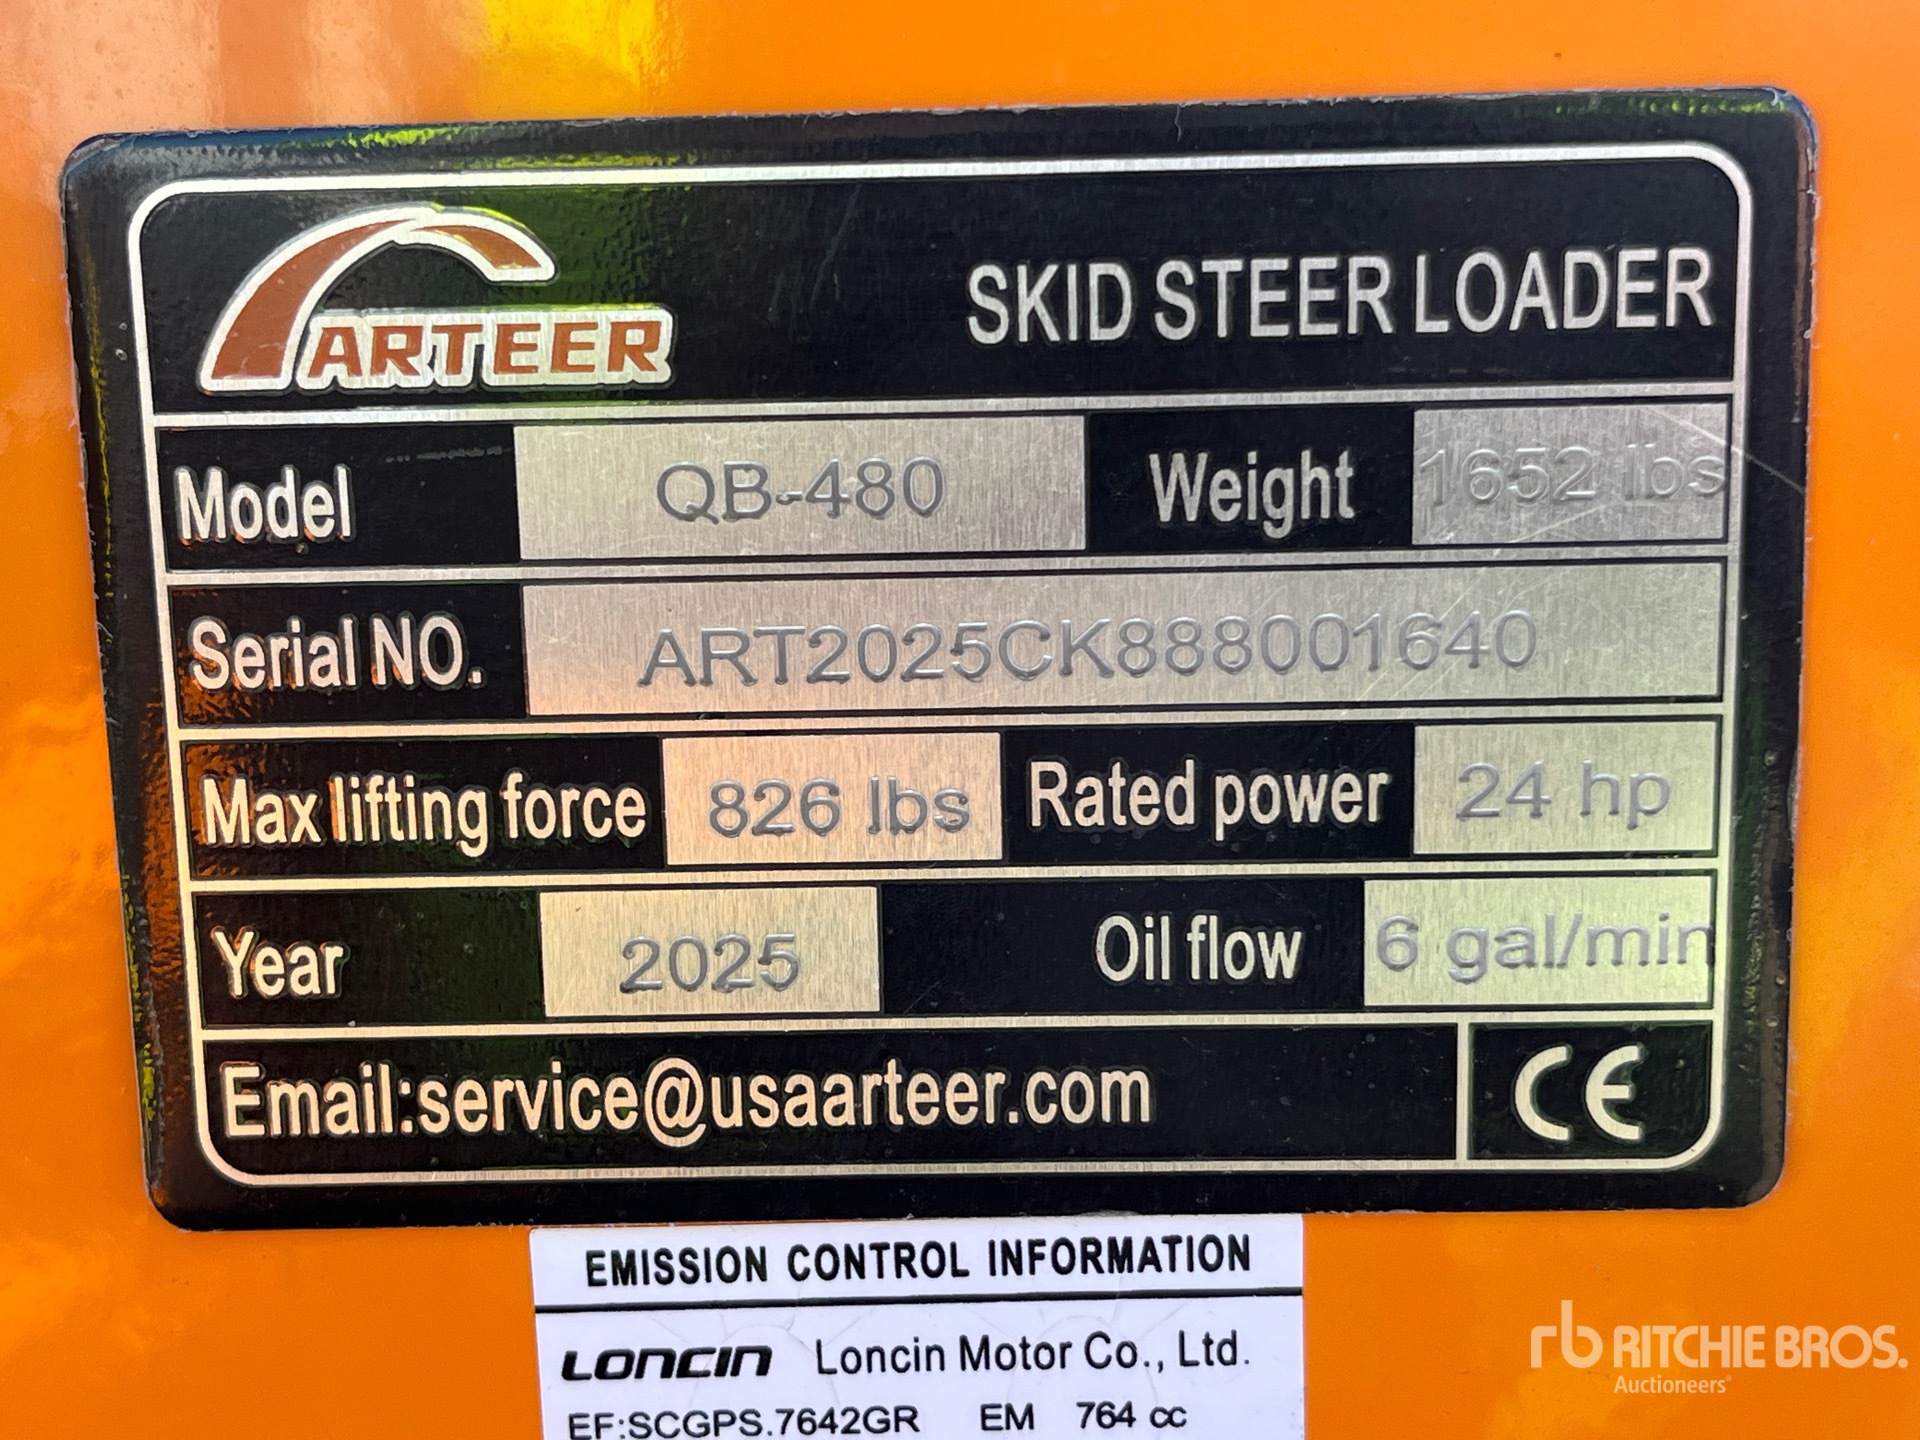 ARTEER
SKID STEER LOADER
Model QB-480 Weight 1652 lbs
Serial NO. ART2025CK888001640
Max lifting force 826 lbs Rated power 24 hp
Year 2025 Oil flow 6 gal/min
Email:service@usaarteer.com CE
EMISSION CONTROL INFORMATION
LONCIN Loncin Motor Co., Ltd.
EF:SCGPS.7642GR EM 764 cc
rb RITCHIE BROS.
Auctioneers